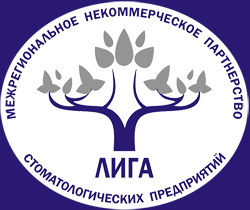 МЕЖРЕГИОНАЛЬНОЕ НЕКОММЕРЧЕСКОЕ ПАРТНЕРСТВО
ЛИГА
СТОМАТОЛОГИЧЕСКИХ ПРЕДПРИЯТИЙ